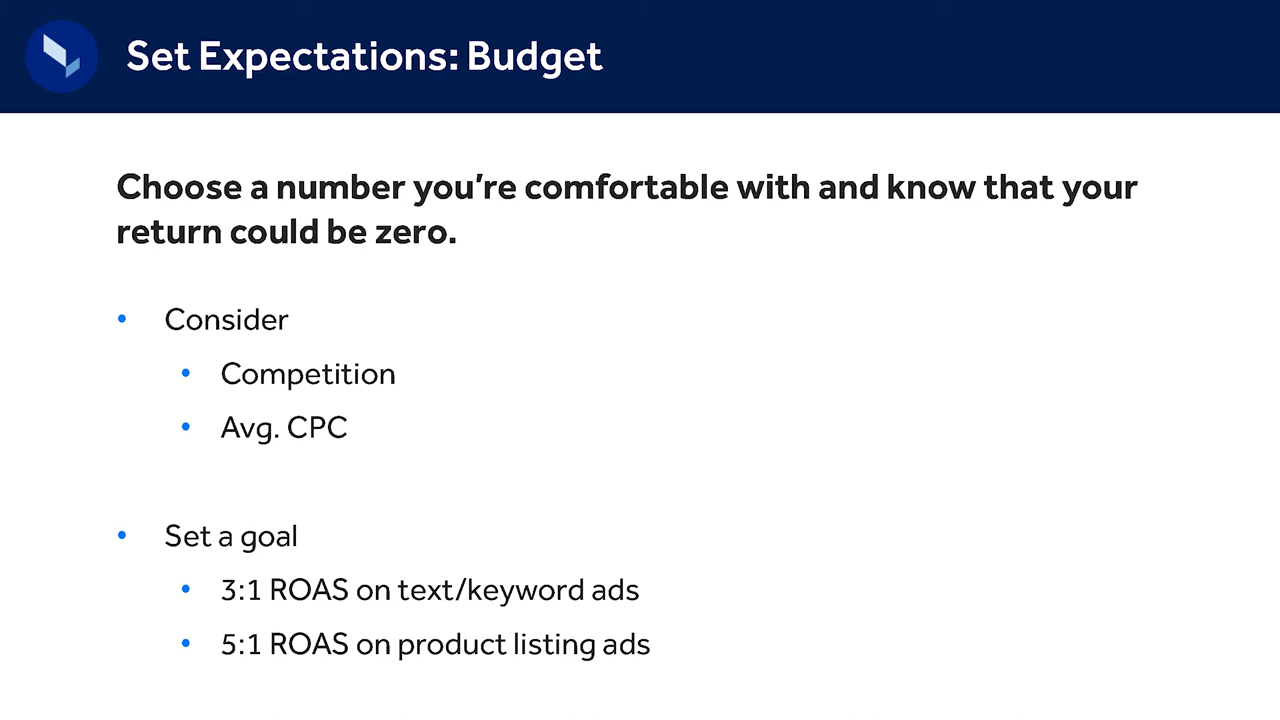 Set Expectations: Budget
Choose a number you’re comfortable with and know that your
return could be zero.
• Consider
• Competition
• Avg. CPC
• Set a goal
• 3:1 ROAS on text/keyword ads
• 5:1 ROAS on product listing ads